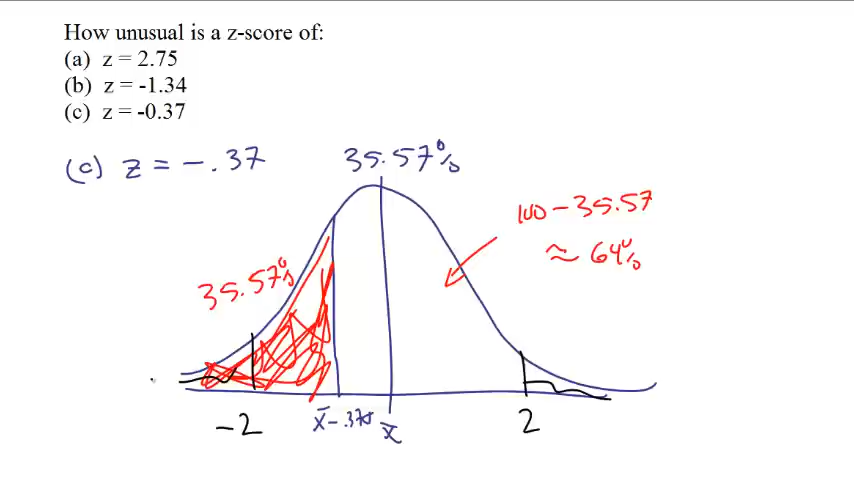 How unusual is a z-score of:
(a) z = 2.75
(b) z = -1.34
(c) z = -0.37
(c) z = -.37
35.57%
100 - 35.57
≈ 64%
35.57%
-2
x̄ - .37s
x̄
2